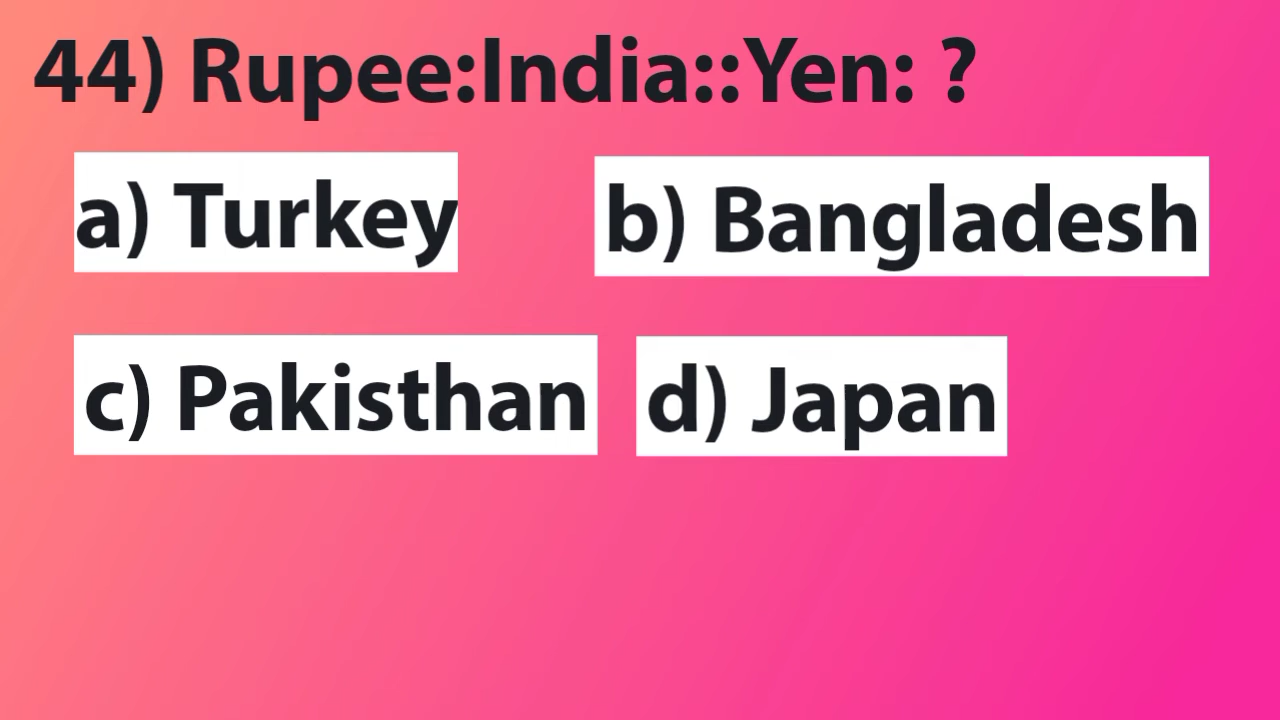 44) Rupee:India::Yen: ?
a) Turkey b) Bangladesh
c) Pakisthan d) Japan